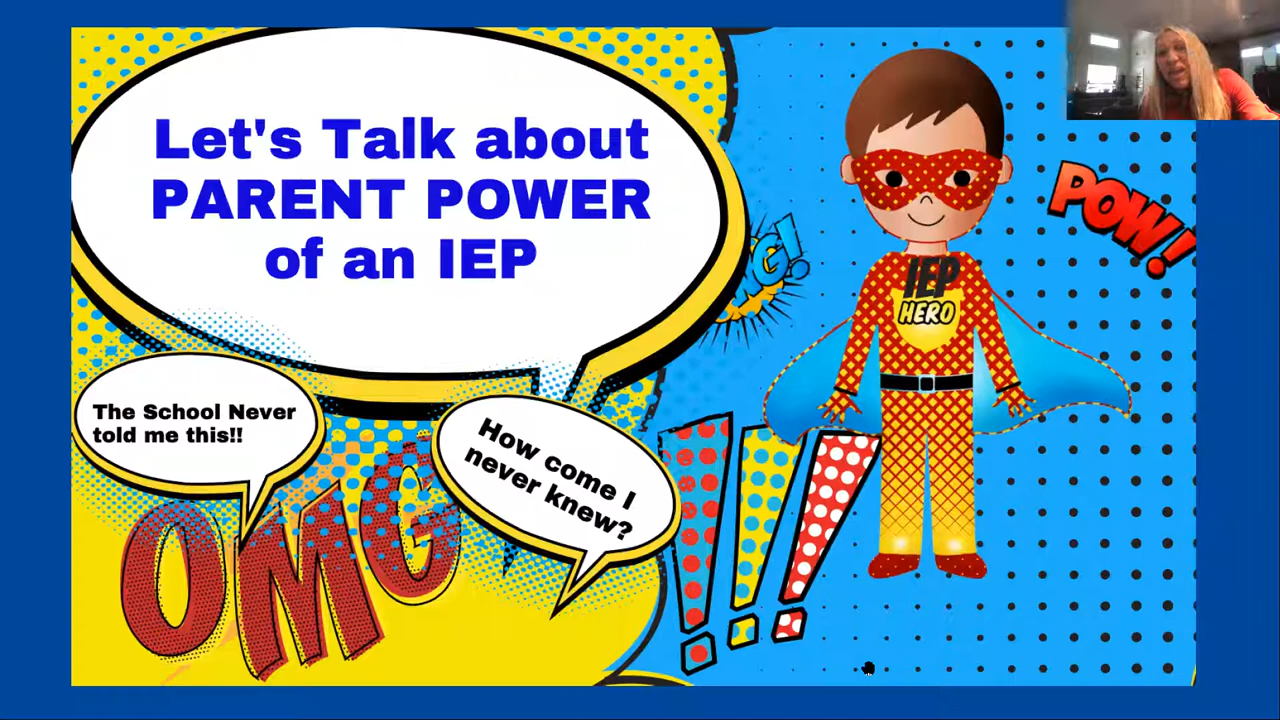 Let's Talk about
PARENT POWER
of an IEP
The School Never
told me this!!
How come I
never knew?
OMG
!!!
POW!
IEP
HERO